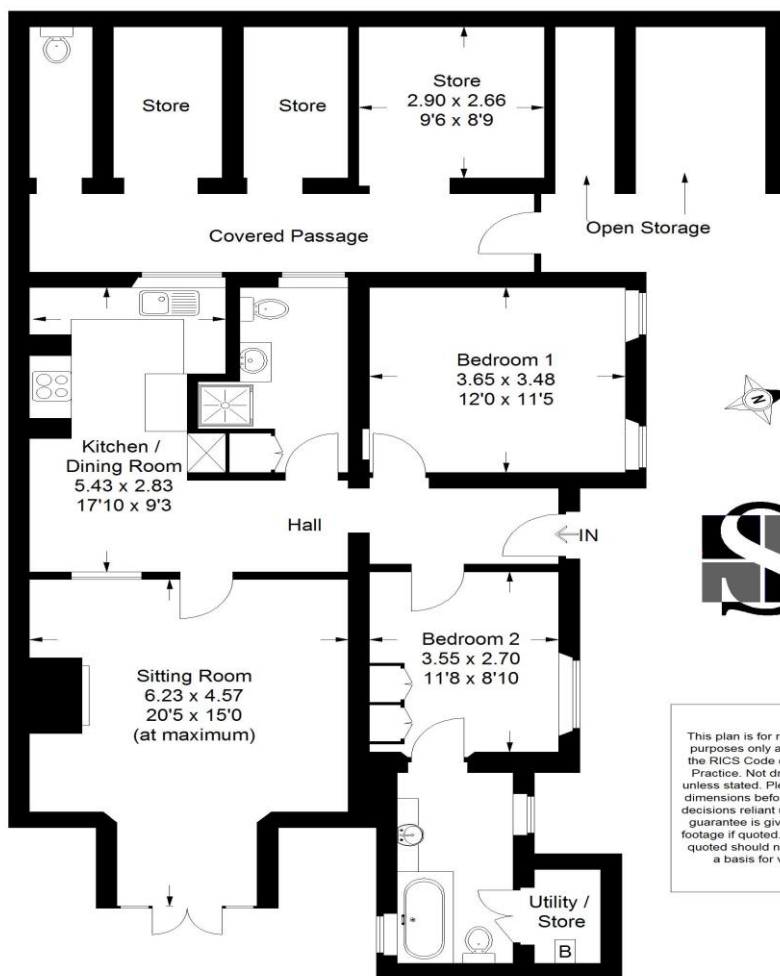 Store
Store
Store
2.90 x 2.66
9'6 x 8'9
Covered Passage
Open Storage
Bedroom 1
3.65 x 3.48
12'0 x 11'5
N
Kitchen /
Dining Room
5.43 x 2.83
17'10 x 9'3
Hall
IN
S
Bedroom 2
3.55 x 2.70
11'8 x 8'10
Sitting Room
6.23 x 4.57
20'5 x 15'0
(at maximum)
Utility /
Store
B
This plan is for
purposes only
the RICS Code
Practice. Not
unless stated.
dimensions
decisions reliant
guarantee is
footage if quoted.
quoted should
a basis for